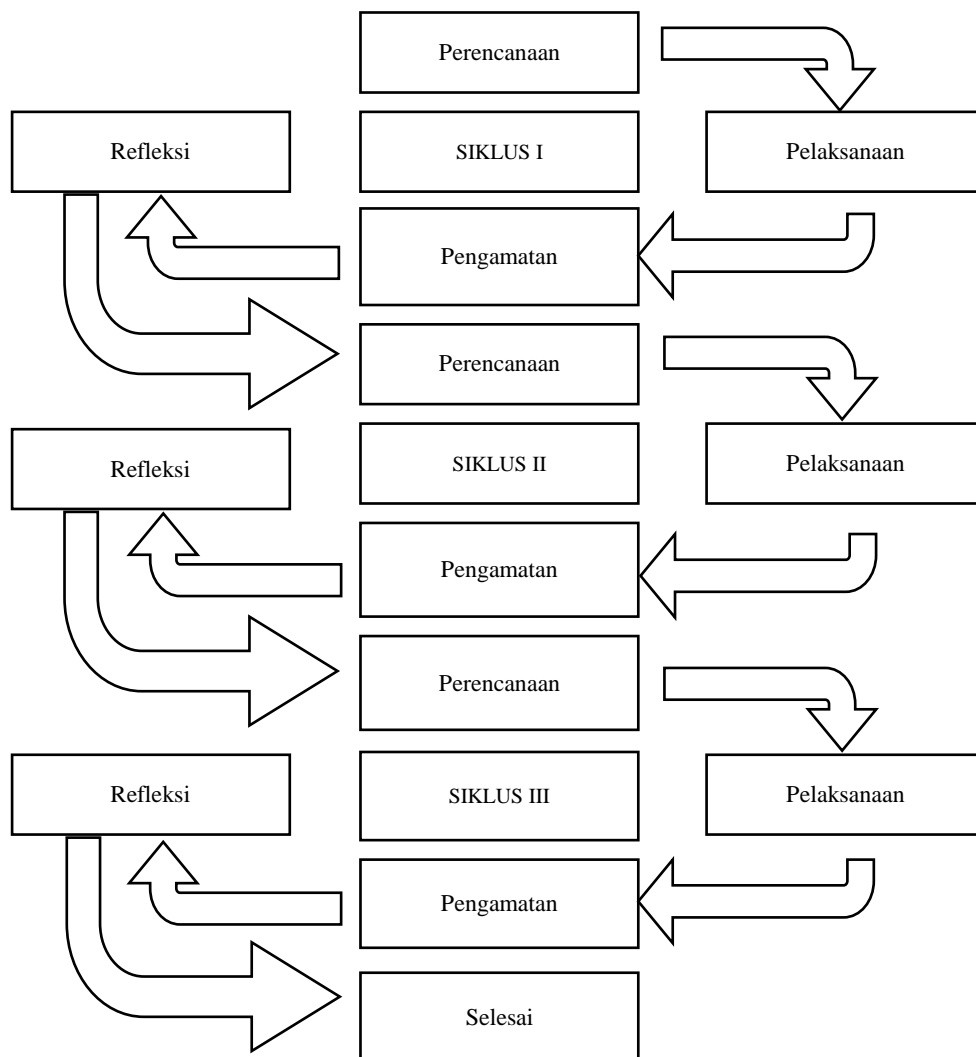 Perencanaan
Refleksi
SIKLUS I
Pelaksanaan
Pengamatan
Perencanaan
Refleksi
SIKLUS II
Pelaksanaan
Pengamatan
Perencanaan
Refleksi
SIKLUS III
Pelaksanaan
Pengamatan
Selesai